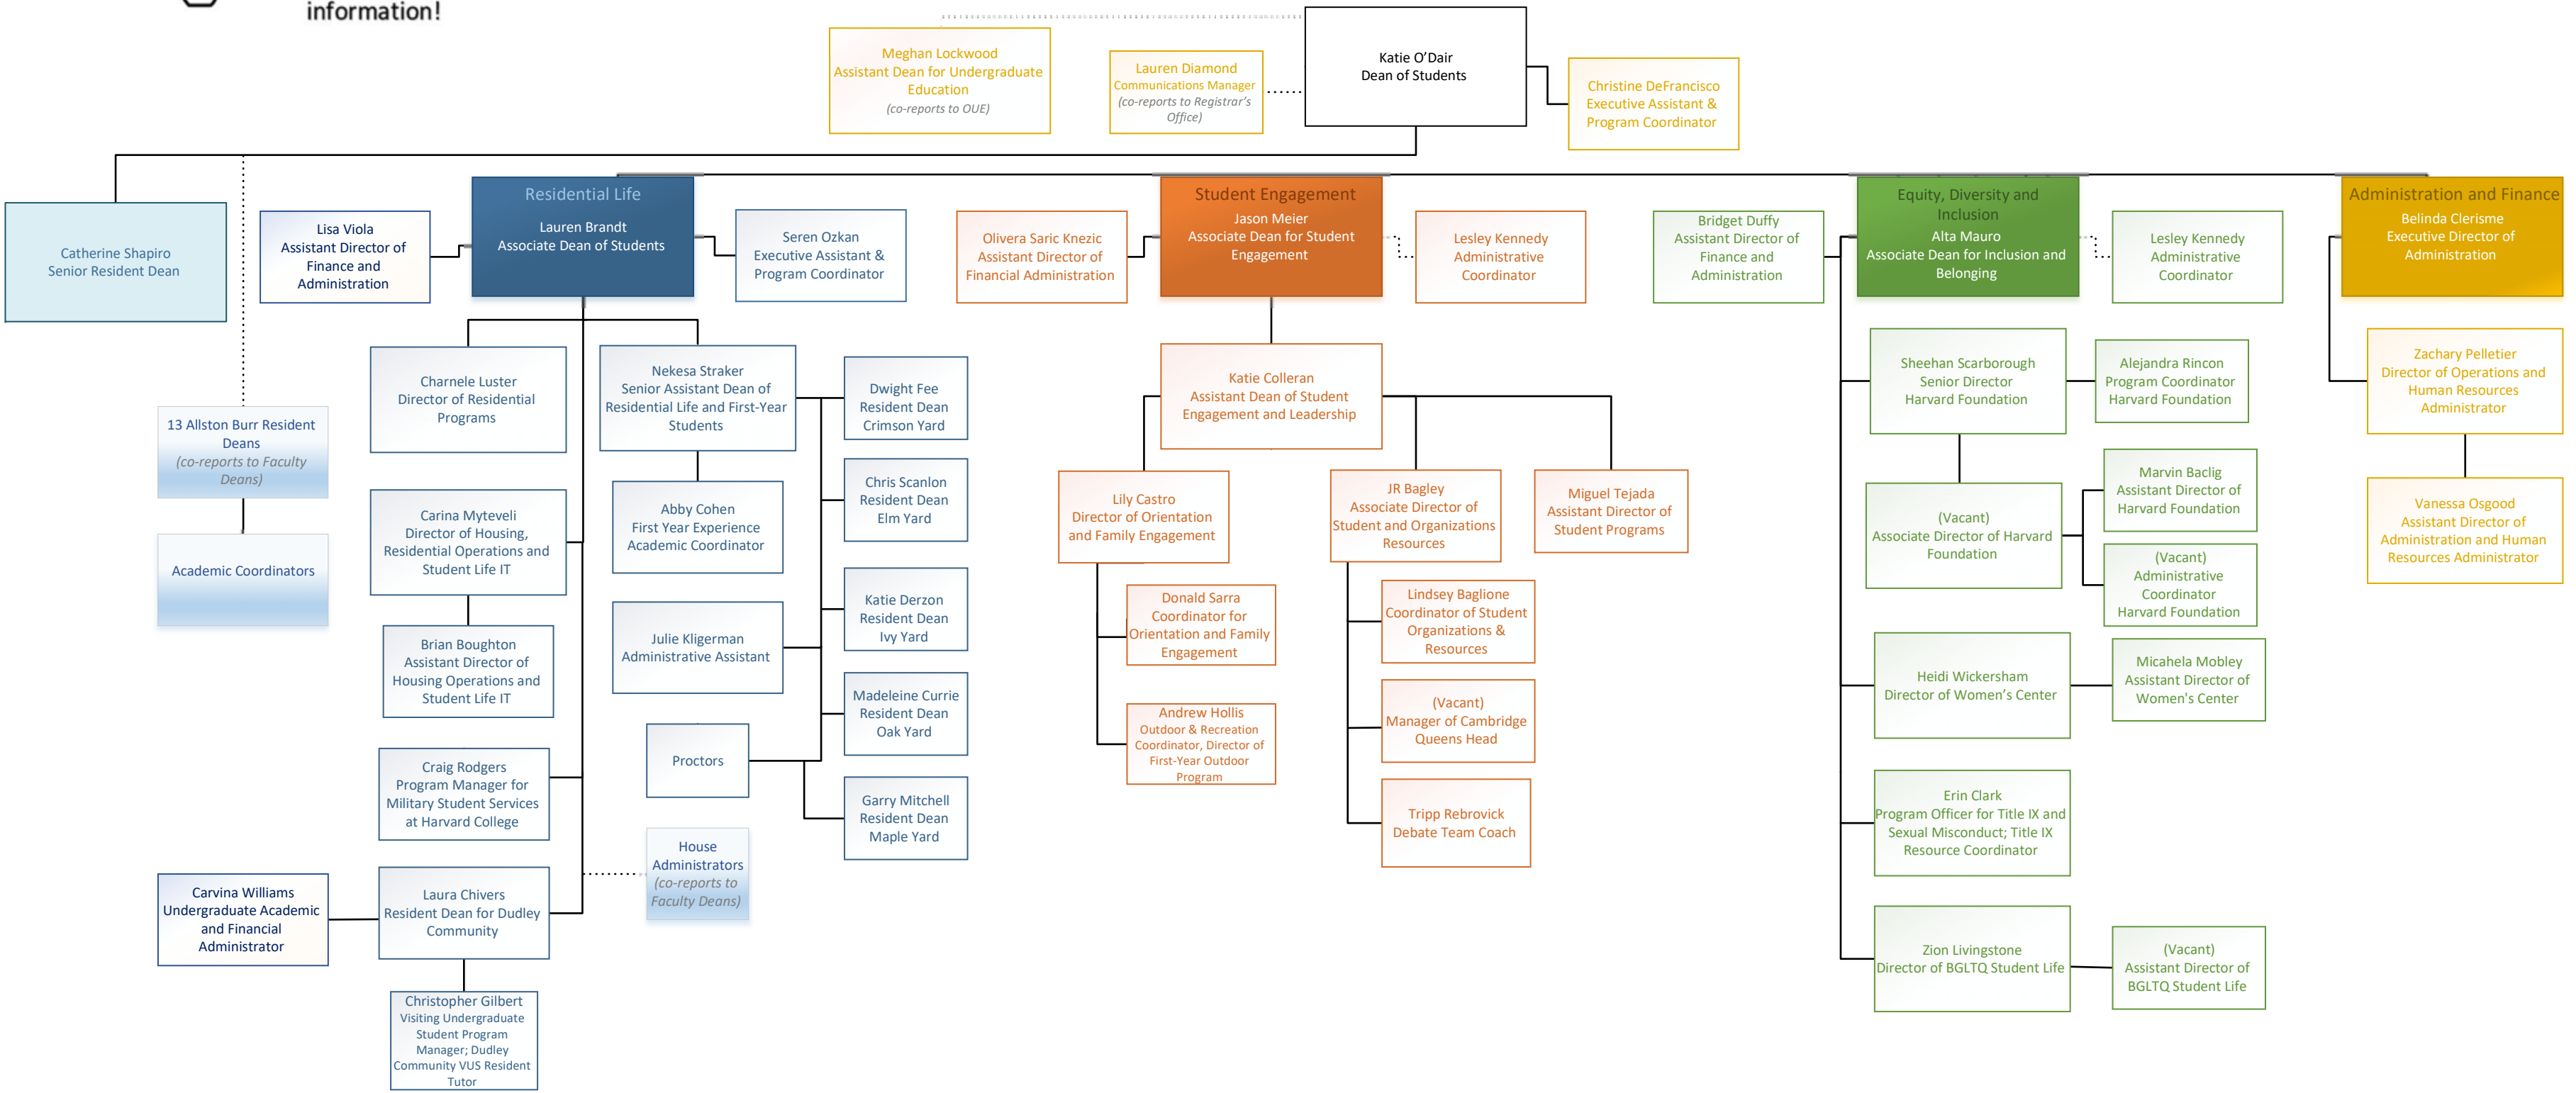 information!
Meghan Lockwood
Assistant Dean for Undergraduate
Education
(co-reports to OUE)
Lauren Diamond
Communications Manager
(co-reports to Registrar's
Office)
Katie O'Dair
Dean of Students
Christine DeFrancisco
Executive Assistant &
Program Coordinator
Catherine Shapiro
Senior Resident Dean
13 Allston Burr Resident
Deans
(co-reports to Faculty
Deans)
Academic Coordinators
Lisa Viola
Assistant Director of
Finance and
Administration
Residential Life
Lauren Brandt
Associate Dean of Students
Seren Ozkan
Executive Assistant &
Program Coordinator
Charnele Luster
Director of Residential
Programs
Carina Myteveli
Director of Housing,
Residential Operations and
Student Life IT
Brian Boughton
Assistant Director of
Housing Operations and
Student Life IT
Craig Rodgers
Program Manager for
Military Student Services
at Harvard College
Carvina Williams
Undergraduate Academic
and Financial
Administrator
Laura Chivers
Resident Dean for Dudley
Community
Christopher Gilbert
Visiting Undergraduate
Student Program
Manager; Dudley
Community VUS Resident
Tutor
Nekesa Straker
Senior Assistant Dean of
Residential Life and First-Year
Students
Abby Cohen
First Year Experience
Academic Coordinator
Julie Kligerman
Administrative Assistant
Proctors
House
Administrators
(co-reports to
Faculty Deans)
Dwight Fee
Resident Dean
Crimson Yard
Chris Scanlon
Resident Dean
Elm Yard
Katie Derzon
Resident Dean
Ivy Yard
Madeleine Currie
Resident Dean
Oak Yard
Garry Mitchell
Resident Dean
Maple Yard
Olivera Saric Knezic
Assistant Director of
Financial Administration
Student Engagement
Jason Meier
Associate Dean for Student
Engagement
Lesley Kennedy
Administrative
Coordinator
Katie Colleran
Assistant Dean of Student
Engagement and Leadership
Lily Castro
Director of Orientation
and Family Engagement
Donald Sarra
Coordinator for
Orientation and Family
Engagement
Andrew Hollis
Outdoor & Recreation
Coordinator, Director of
First-Year Outdoor
Program
JR Bagley
Associate Director of
Student and Organizations
Resources
Lindsey Baglione
Coordinator of Student
Organizations &
Resources
(Vacant)
Manager of Cambridge
Queens Head
Tripp Rebrovick
Debate Team Coach
Miguel Tejada
Assistant Director of
Student Programs
Bridget Duffy
Assistant Director of
Finance and
Administration
Equity, Diversity and
Inclusion
Alta Mauro
Associate Dean for Inclusion and
Belonging
Lesley Kennedy
Administrative
Coordinator
Sheehan Scarborough
Senior Director
Harvard Foundation
Alejandra Rincon
Program Coordinator
Harvard Foundation
(Vacant)
Associate Director of Harvard
Foundation
Marvin Baclig
Assistant Director of
Harvard Foundation
(Vacant)
Administrative
Coordinator
Harvard Foundation
Heidi Wickersham
Director of Women's Center
Micahela Mobley
Assistant Director of
Women's Center
Erin Clark
Program Officer for Title IX and
Sexual Misconduct; Title IX
Resource Coordinator
Zion Livingstone
Director of BGLTQ Student Life
(Vacant)
Assistant Director of
BGLTQ Student Life
Administration and Finance
Belinda Clerisme
Executive Director of
Administration
Zachary Pelletier
Director of Operations and
Human Resources
Administrator
Vanessa Osgood
Assistant Director of
Administration and Human
Resources Administrator